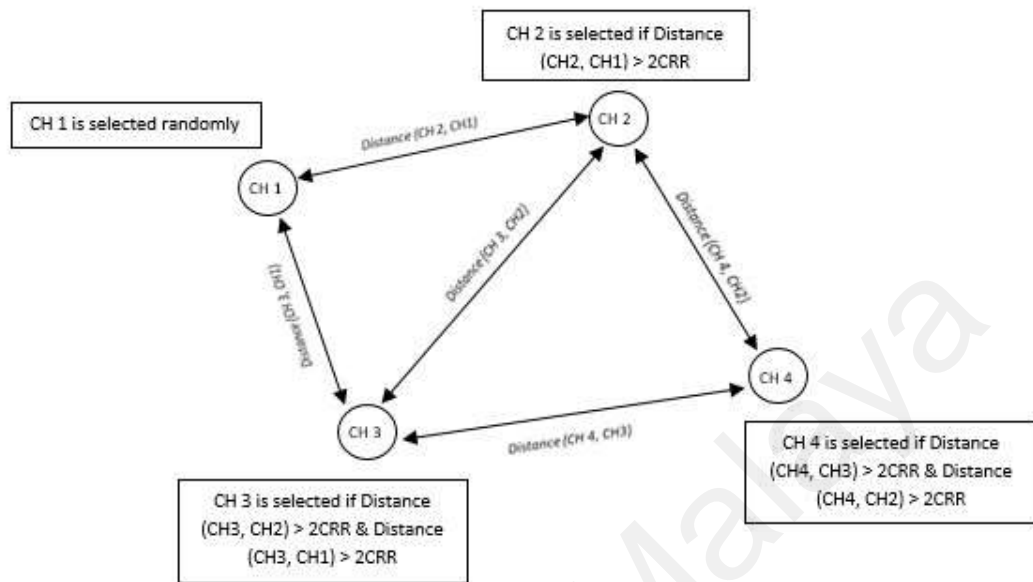 CH 2 is selected if Distance
(CH2, CH1) > 2CRR
CH 1 is selected randomly
Distance (CH 2, CH1)
CH 2
CH 1
Distance (CH 3, CH2)
Distance (CH 4, CH2)
Distance (CH 3, CH1)
CH 4
CH 3
Distance (CH 4, CH3)
CH 4 is selected if Distance
(CH4, CH3) > 2CRR & Distance
(CH4, CH2) > 2CRR
CH 3 is selected if Distance
(CH3, CH2) > 2CRR & Distance
(CH3, CH1) > 2CRR
Malaya